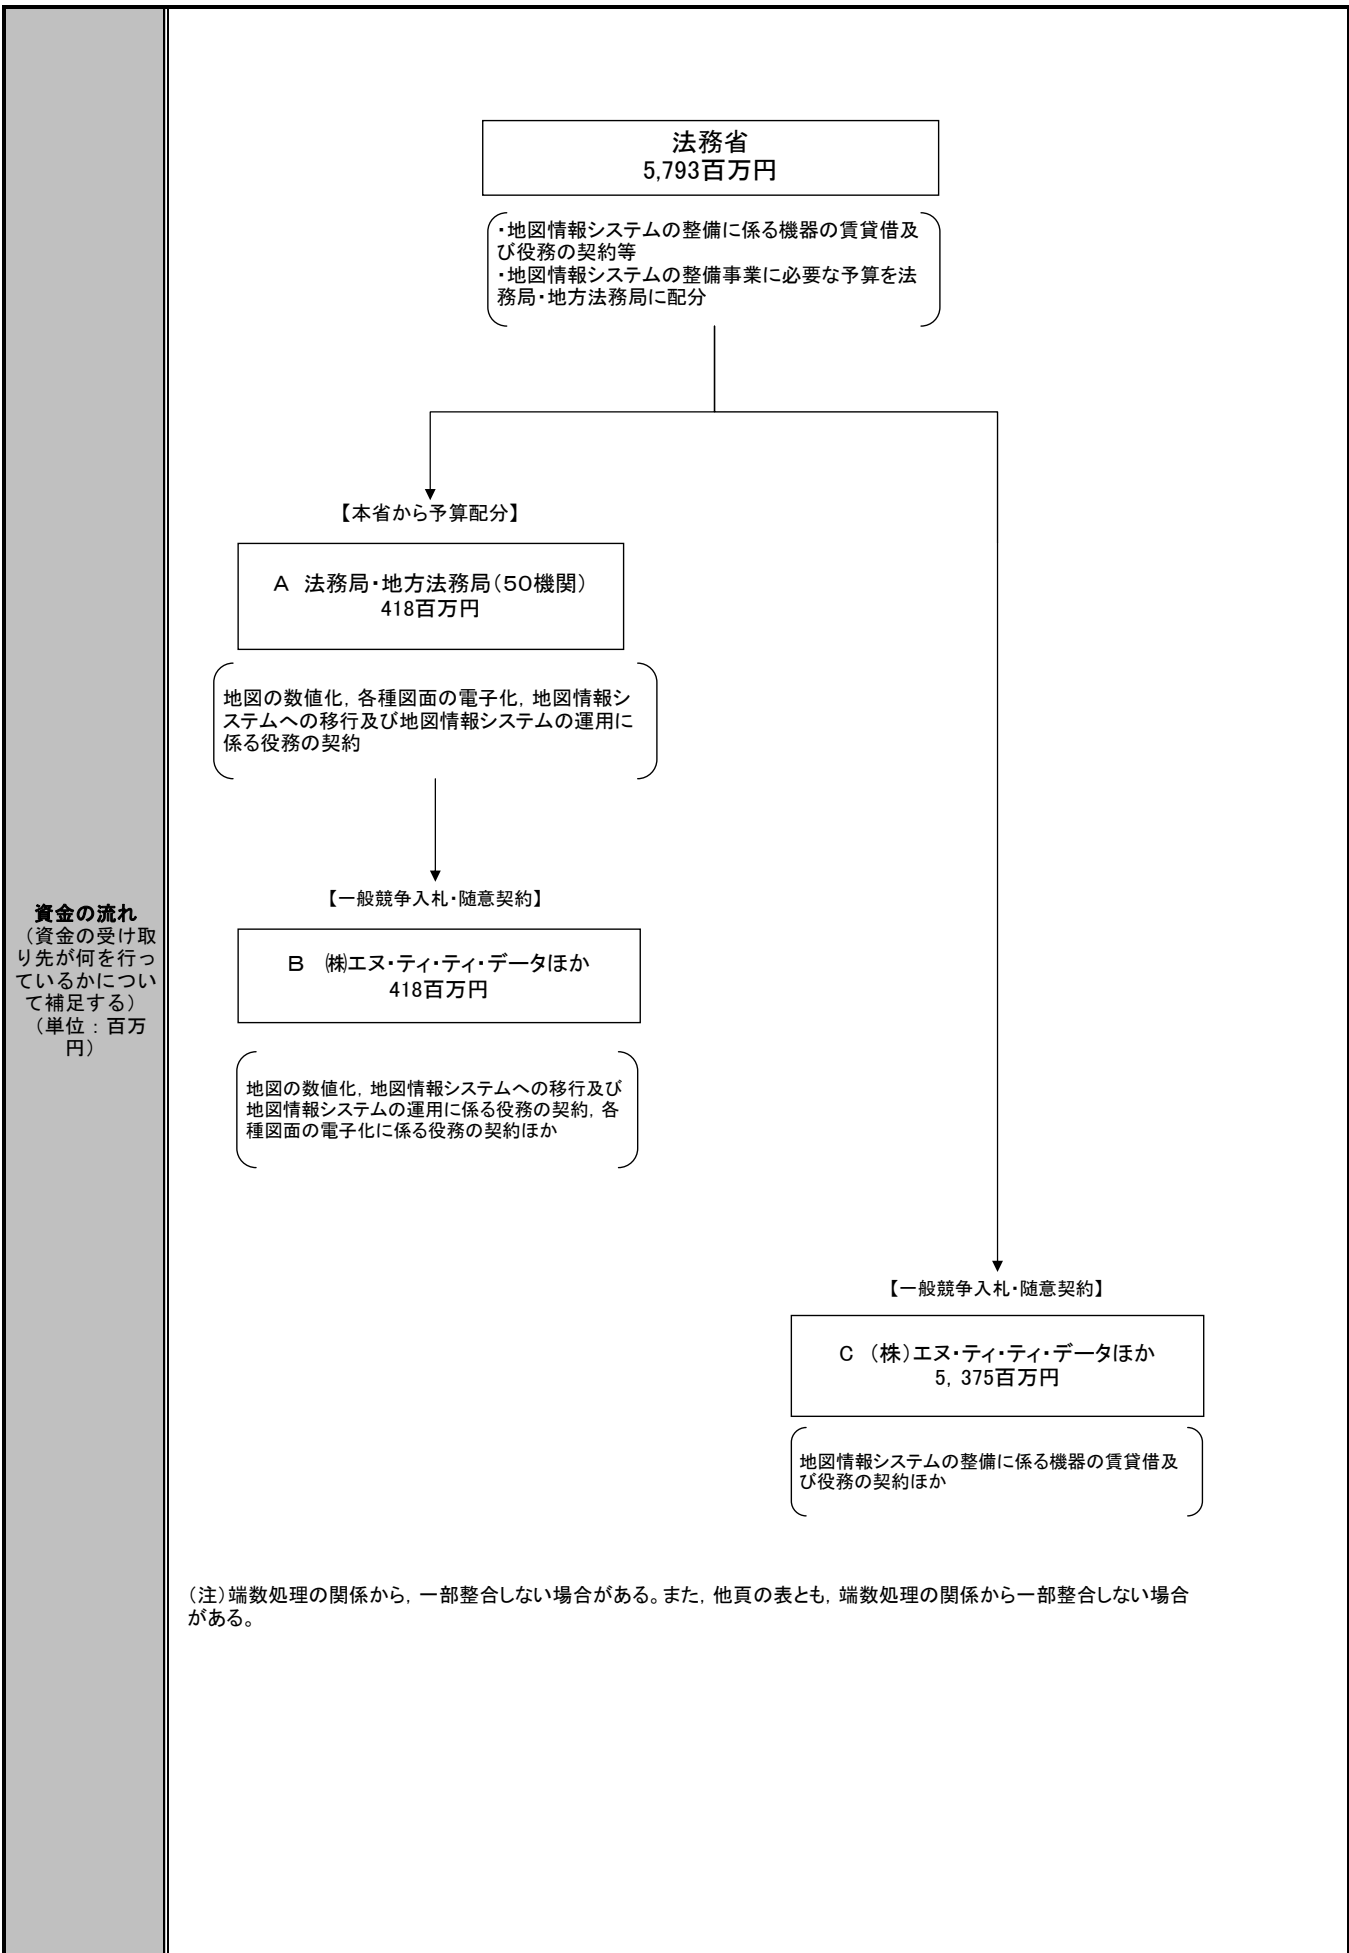 法務省
5,793百万円
・地図情報システムの整備に係る機器の賃貸借及
び役務の契約等
・地図情報システムの整備事業に必要な予算を法
務局・地方法務局に配分
【本省から予算配分】
Ａ 法務局・地方法務局（５０機関）
418百万円
地図の数値化，各種図面の電子化，地図情報シ
ステムへの移行及び地図情報システムの運用に
係る役務の契約
【一般競争入札・随意契約】
Ｂ ㈱エヌ・ティ・ティ・データほか
418百万円
地図の数値化，地図情報システムへの移行及び
地図情報システムの運用に係る役務の契約，各
種図面の電子化に係る役務の契約ほか
資金の流れ
（資金の受け取
り先が何を行っ
ているかについ
て補足する）
（単位：百万
円）
【一般競争入札・随意契約】
Ｃ （株）エヌ・ティ・ティ・データほか
5，375百万円
地図情報システムの整備に係る機器の賃貸借及
び役務の契約ほか
（注）端数処理の関係から，一部整合しない場合がある。また，他頁の表とも，端数処理の関係から一部整合しない場合
がある。